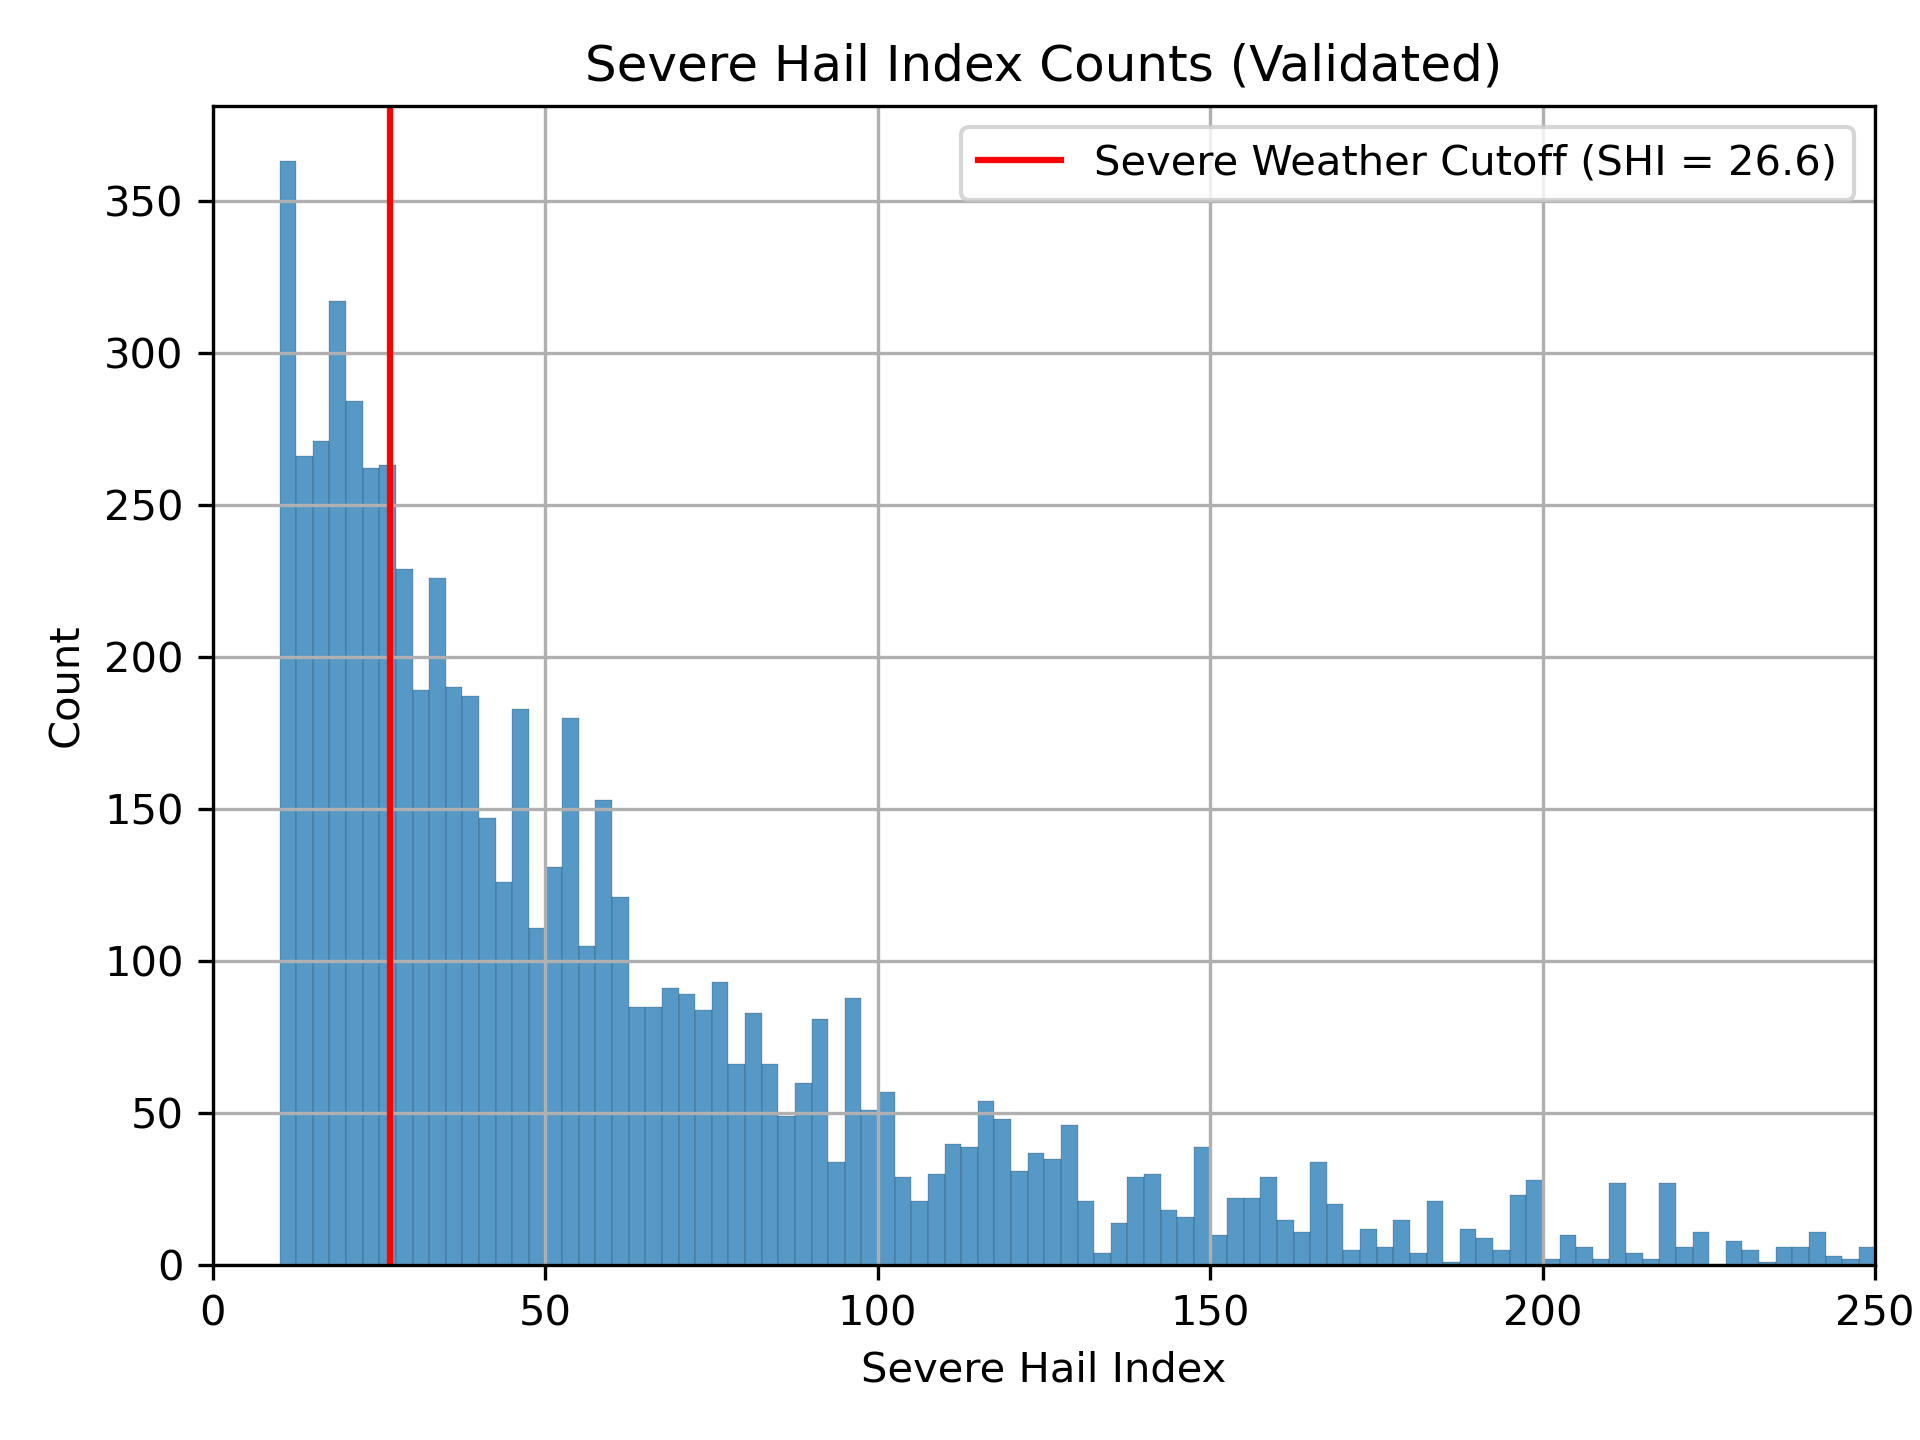 Severe Hail Index Counts (Validated)
Severe Weather Cutoff (SHI = 26.6)
350
300
250
200
150
100
50
0
Count
0 50 100 150 200 250
Severe Hail Index